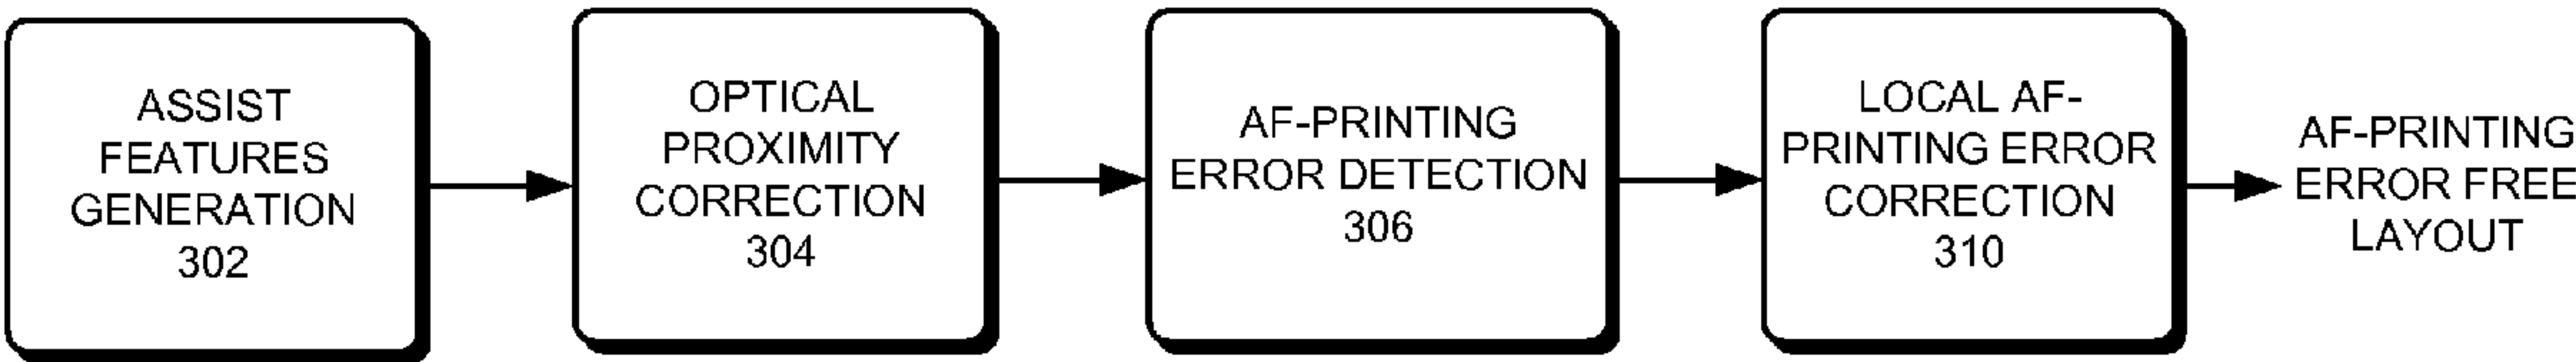 ASSIST
FEATURES
GENERATION
302
OPTICAL
PROXIMITY
CORRECTION
304
AF-PRINTING
ERROR DETECTION
306
LOCAL AF-
PRINTING ERROR
CORRECTION
310
AF-PRINTING
ERROR FREE
LAYOUT